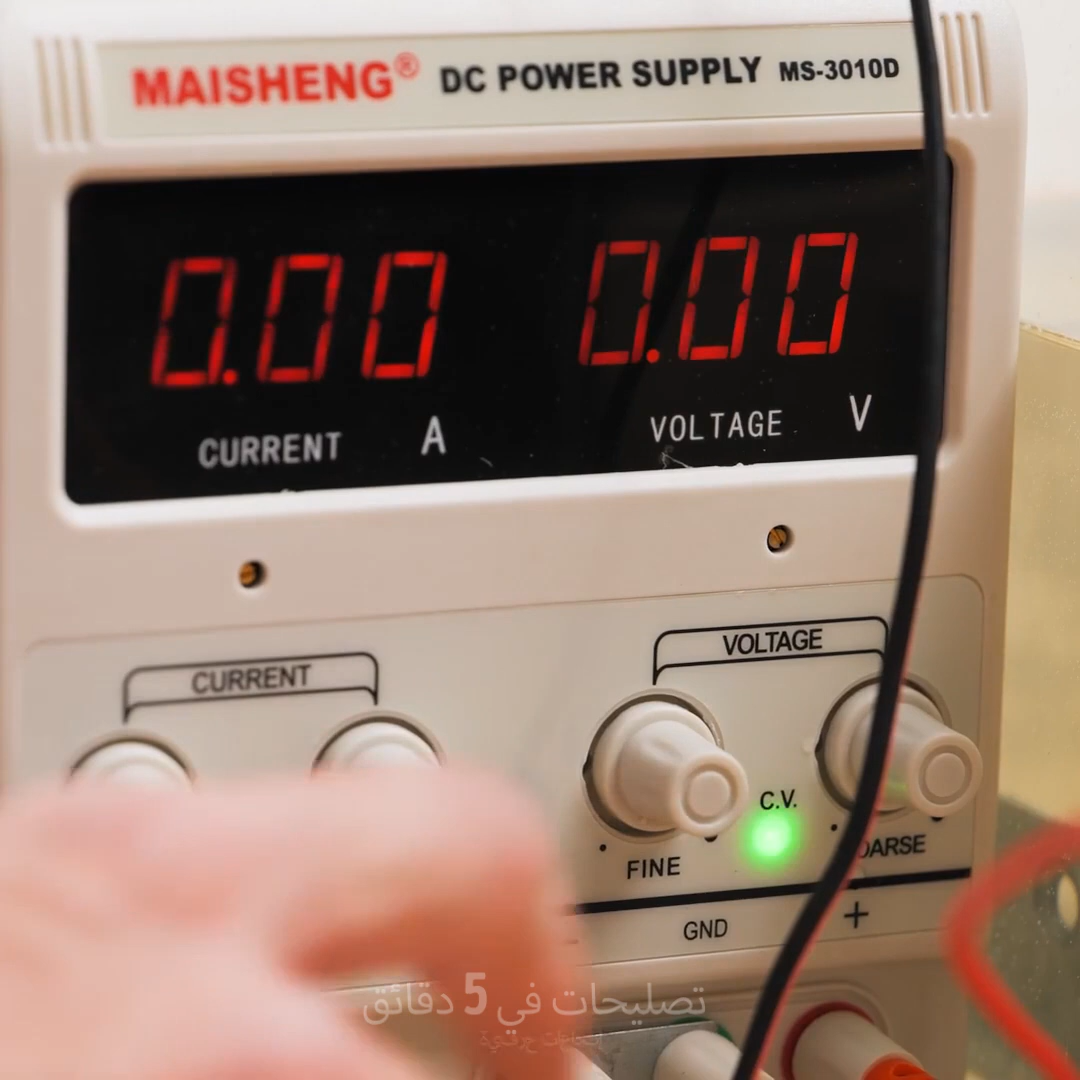 MAISHENG® DC POWER SUPPLY MS-3010D
0.00 0.00
CURRENT A VOLTAGE V
CURRENT VOLTAGE
C.V.
FINE
GND +
تصليحات في 5 دقائق